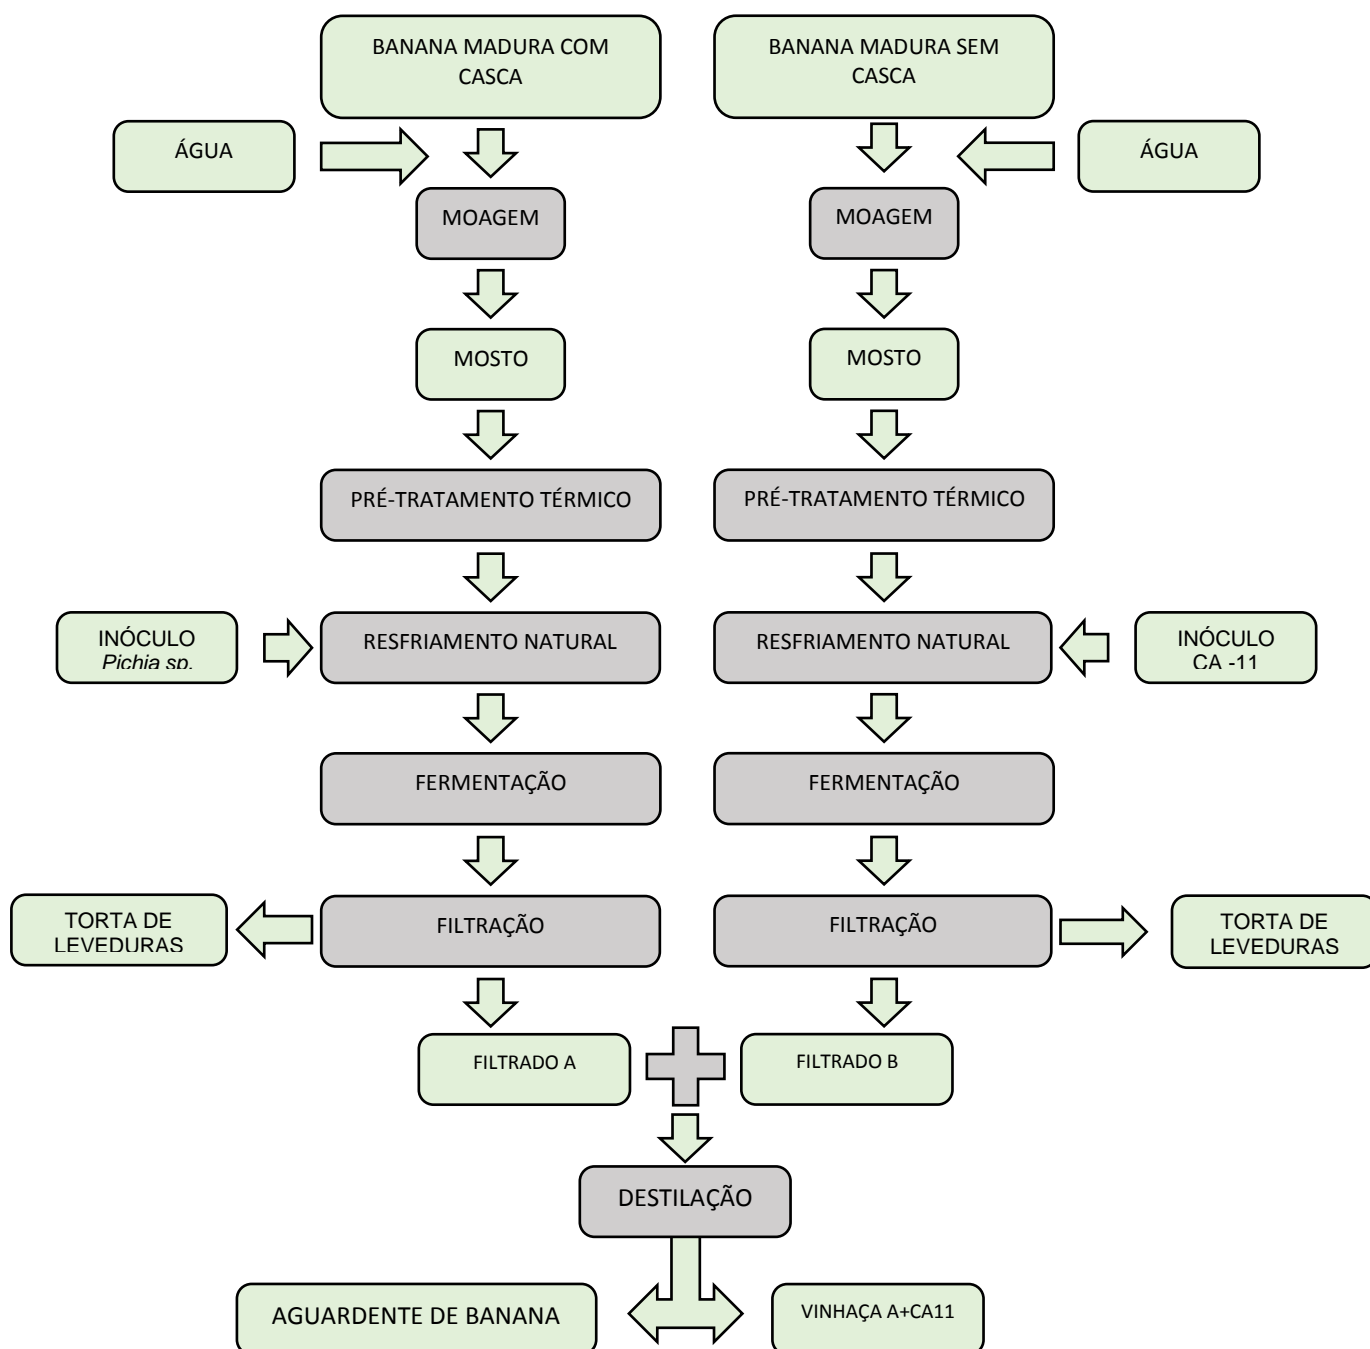 BANANA MADURA COM
CASCA
BANANA MADURA SEM
CASCA
ÁGUA
ÁGUA
MOAGEM
MOAGEM
MOSTO
MOSTO
PRÉ-TRATAMENTO TÉRMICO
PRÉ-TRATAMENTO TÉRMICO
INÓCULO
Pichia sp.
RESFRIAMENTO NATURAL
RESFRIAMENTO NATURAL
INÓCULO
CA -11
FERMENTAÇÃO
FERMENTAÇÃO
TORTA DE
LEVEDURAS
FILTRAÇÃO
FILTRAÇÃO
TORTA DE
LEVEDURAS
FILTRADO A
FILTRADO B
DESTILAÇÃO
AGUARDENTE DE BANANA
VINHAÇA A+CA11